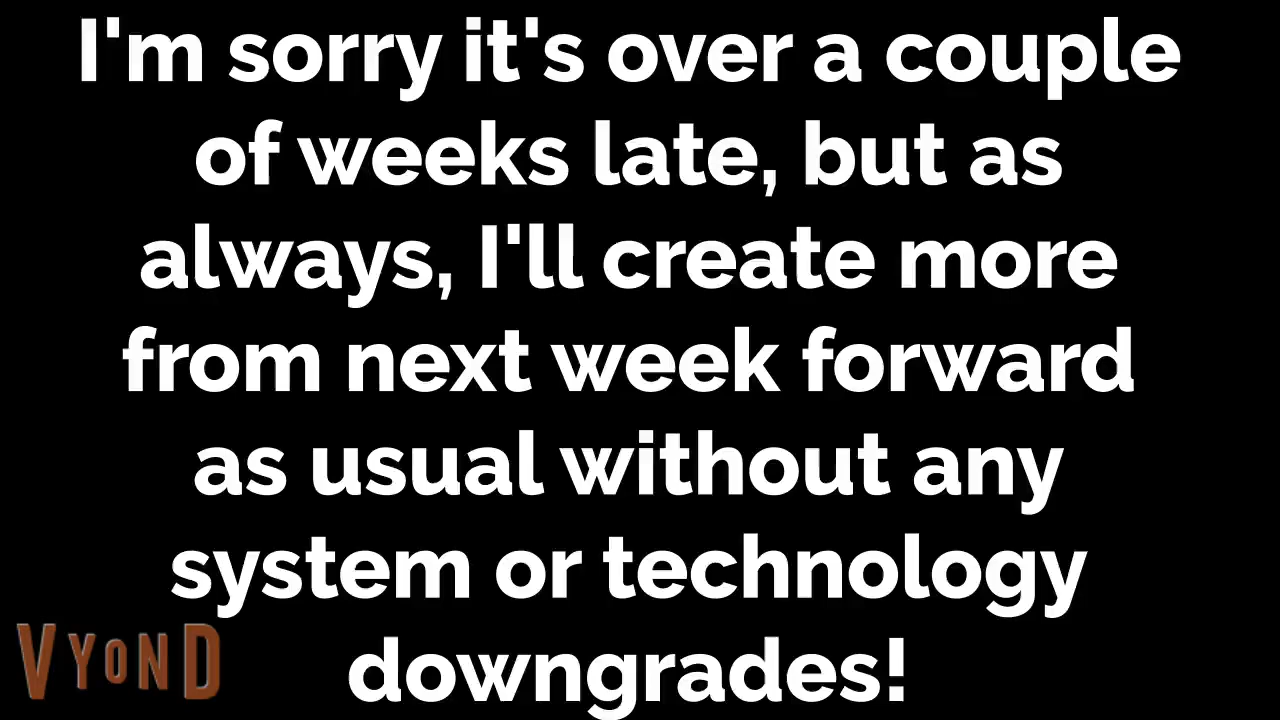 I'm sorry it's over a couple
of weeks late, but as
always, I'll create more
from next week forward
as usual without any
system or technology
downgrades!
VYOND